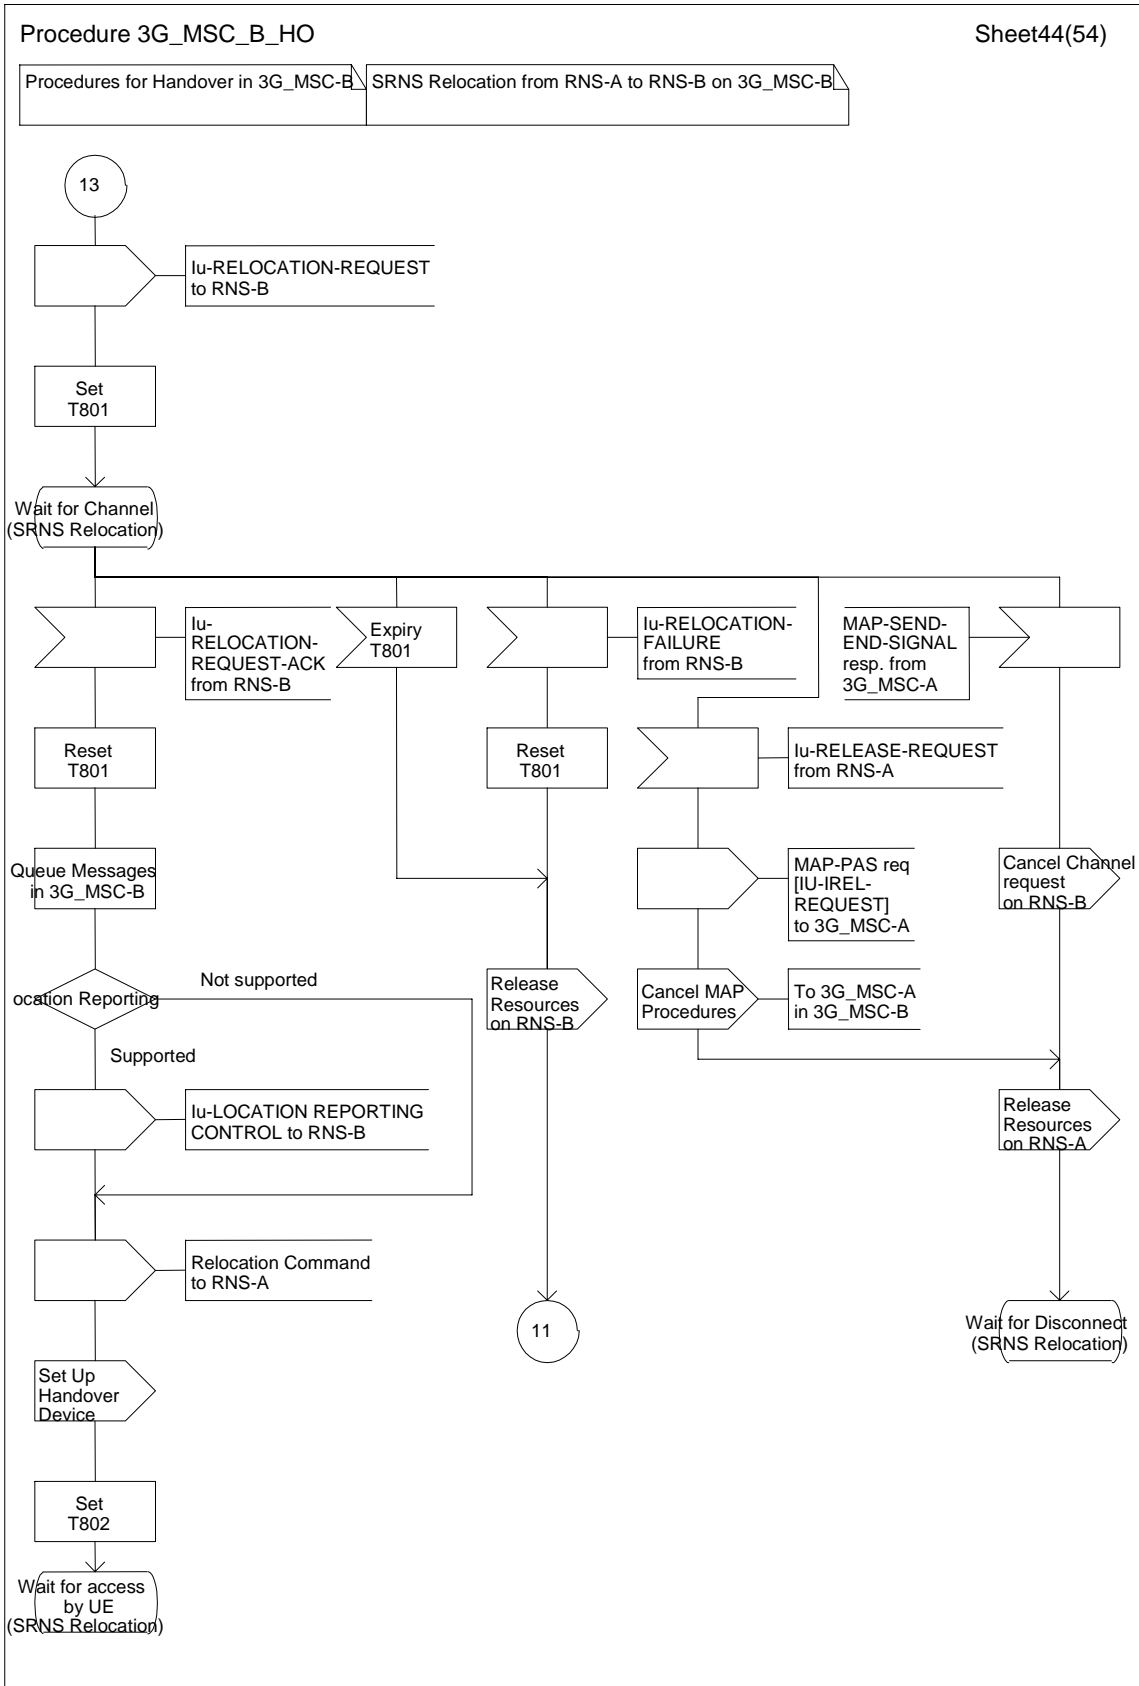 Procedure 3G_MSC_B_HO
Sheet44(54)
Procedures for Handover in 3G_MSC-B
SRNS Relocation from RNS-A to RNS-B on 3G_MSC-B
13
Iu-RELOCATION-REQUEST
to RNS-B
Set
T801
Wait for Channel
(SRNS Relocation)
Iu-
RELOCATION-
REQUEST-ACK
from RNS-B
Expiry
T801
Iu-RELOCATION-
FAILURE
from RNS-B
MAP-SEND-
END-SIGNAL
resp. from
3G_MSC-A
Reset
T801
Reset
T801
Iu-RELEASE-REQUEST
from RNS-A
Queue Messages
in 3G_MSC-B
MAP-PAS req
[IU-IREL-
REQUEST]
to 3G_MSC-A
Cancel Channel
request
on RNS-B
ocation Reporting
Not supported
Supported
Release
Resources
on RNS-B
Cancel MAP
Procedures
To 3G_MSC-A
in 3G_MSC-B
Iu-LOCATION REPORTING
CONTROL to RNS-B
Release
Resources
on RNS-A
Relocation Command
to RNS-A
11
Wait for Disconnect
(SRNS Relocation)
Set Up
Handover
Device
Set
T802
Wait for access
by UE
(SRNS Relocation)